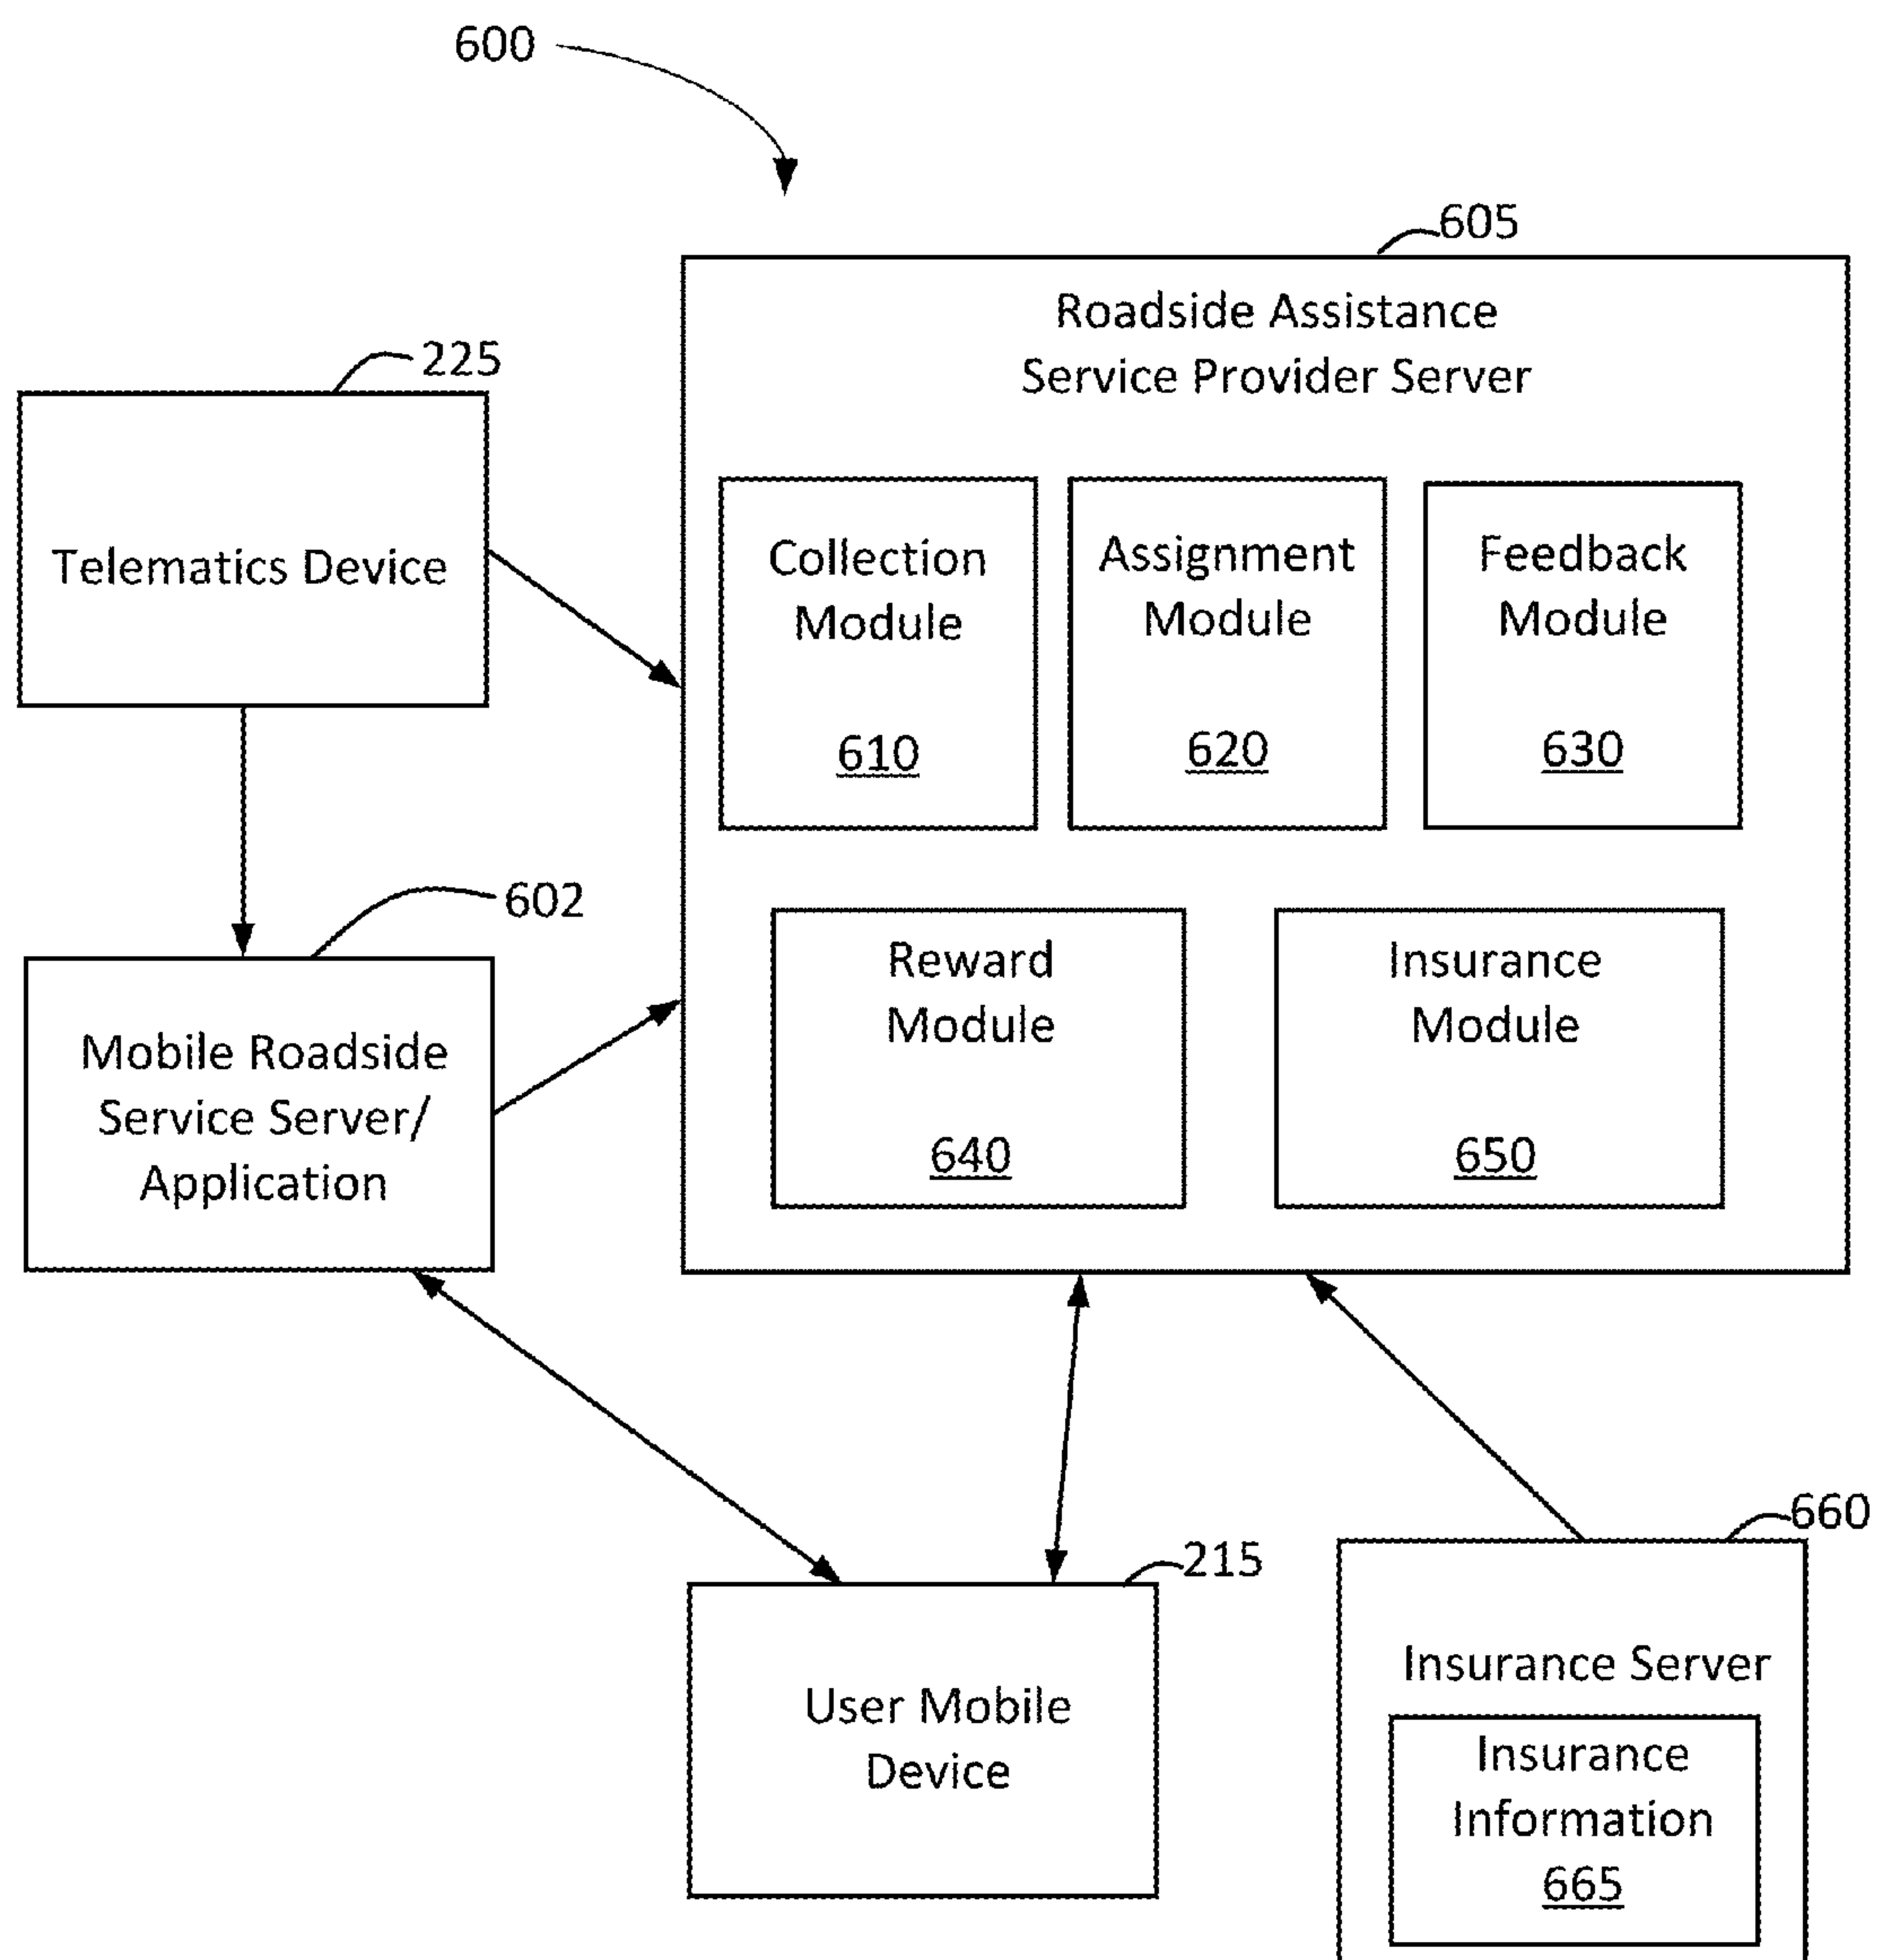 600
605
Roadside Assistance
Service Provider Server
225
Telematics Device
Collection
Module
610
Assignment
Module
620
Feedback
Module
630
602
Mobile Roadside
Service Server/
Application
Reward
Module
640
Insurance
Module
650
215
User Mobile
Device
660
Insurance Server
Insurance
Information
665